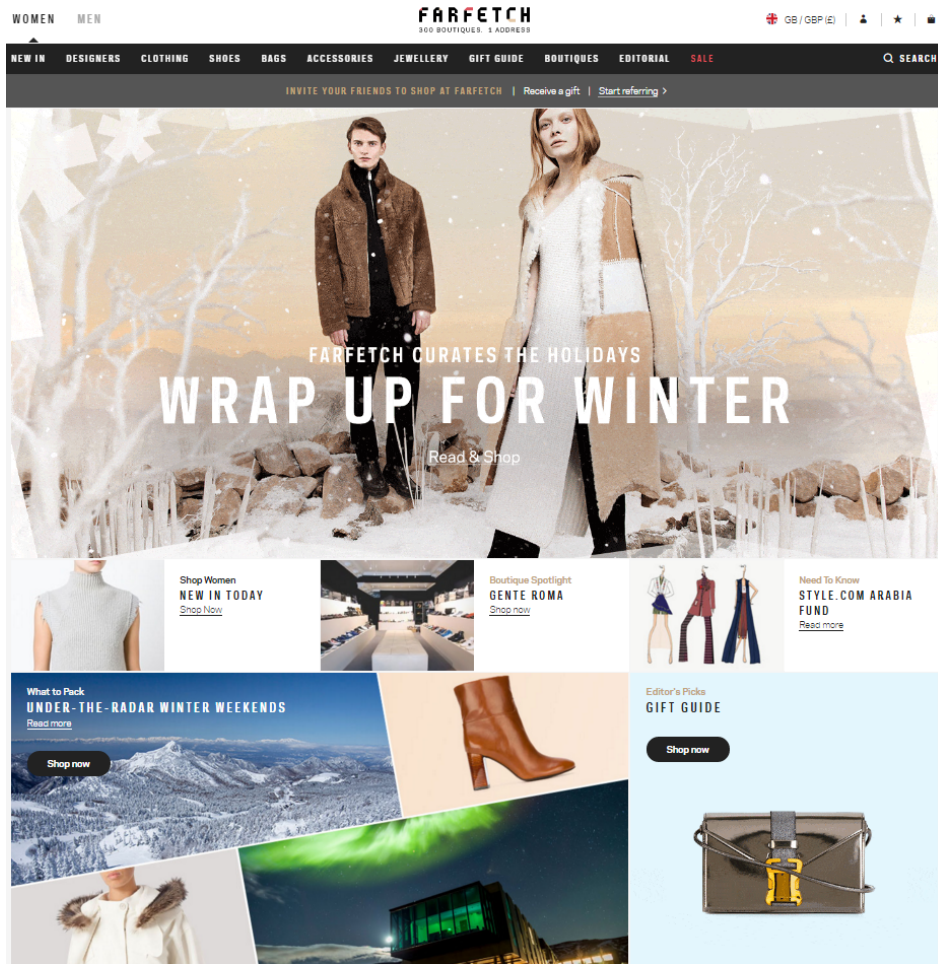 WOMEN MEN
FARFETCH
300 BOUTIQUES. 1 ADDRESS
GB / GBP (£)
NEW IN DESIGNERS CLOTHING SHOES BAGS ACCESSORIES JEWELLERY GIFT GUIDE BOUTIQUES EDITORIAL SALE SEARCH
INVITE YOUR FRIENDS TO SHOP AT FARFETCH | Receive a gift | Start referring >
FARFETCH CURATES THE HOLIDAYS
WRAP UP FOR WINTER
Read & Shop
Shop Women
NEW IN TODAY
Shop Now
Boutique Spotlight
GENTE ROMA
Shop now
Need To Know
STYLE.COM ARABIA
FUND
Read more
What to Pack
UNDER-THE-RADAR WINTER WEEKENDS
Read more
Shop now
Editor's Picks
GIFT GUIDE
Shop now